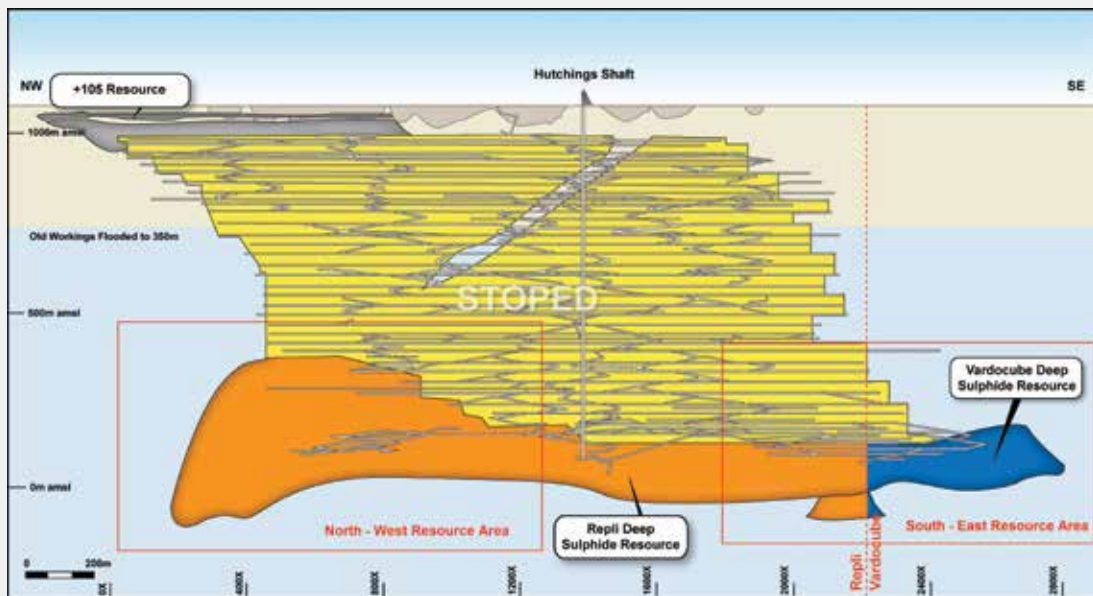 Hutchings Shaft
NW
SE
+105 Resource
1000m amsl
Old Workings Flooded to 350m
STOPED
500m amsl
Vardocube Deep
Sulphide Resource
0m amsl
North - West Resource Area
Repli Deep
Sulphide Resource
South - East Resource Area
Repli
Vardocube
0 200m
0X
400X
800X
1200X
1600X
2000X
2400X
2800X